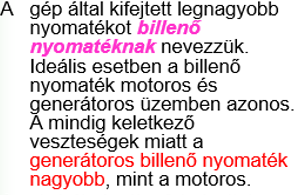 A gép által kifejtett legnagyobb
nyomatékot billenő
nyomatéknak nevezzük.
Ideális esetben a billenő
nyomaték motoros és
generátoros üzemben azonos.
A mindig keletkező
veszteségek miatt a
generátoros billenő nyomaték
nagyobb, mint a motoros.